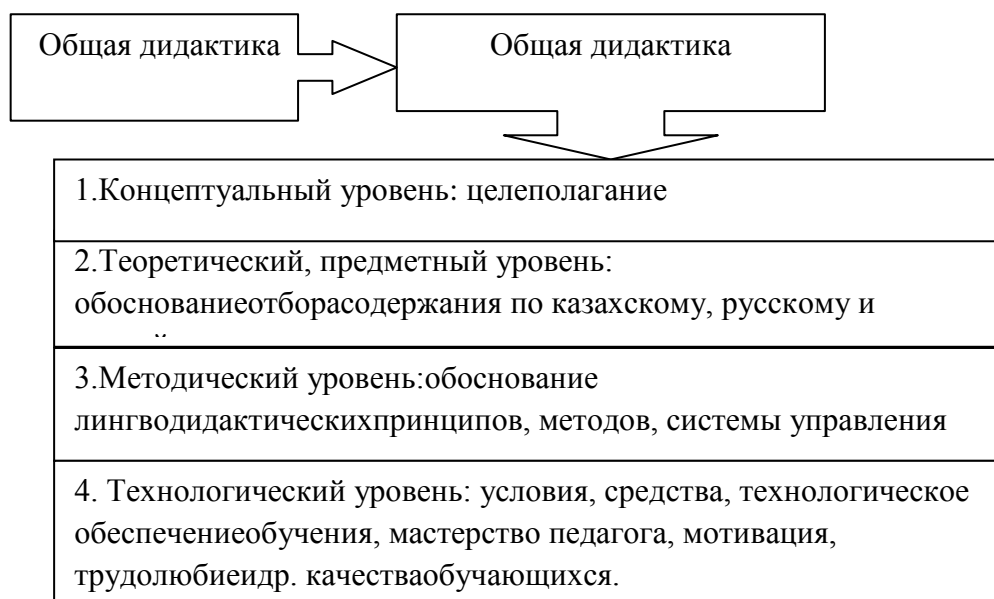 Общая дидактика
Общая дидактика
1.Концептуальный уровень: целеполагание
2.Теоретический, предметный уровень:
обоснованиеотборасодержания по казахскому, русскому и
3.Методический уровень:обоснование
лингводидактическихпринципов, методов, системы управления
4. Технологический уровень: условия, средства, технологическое
обеспечениеобучения, мастерство педагога, мотивация,
трудолюбиеидр. качестваобучающихся.